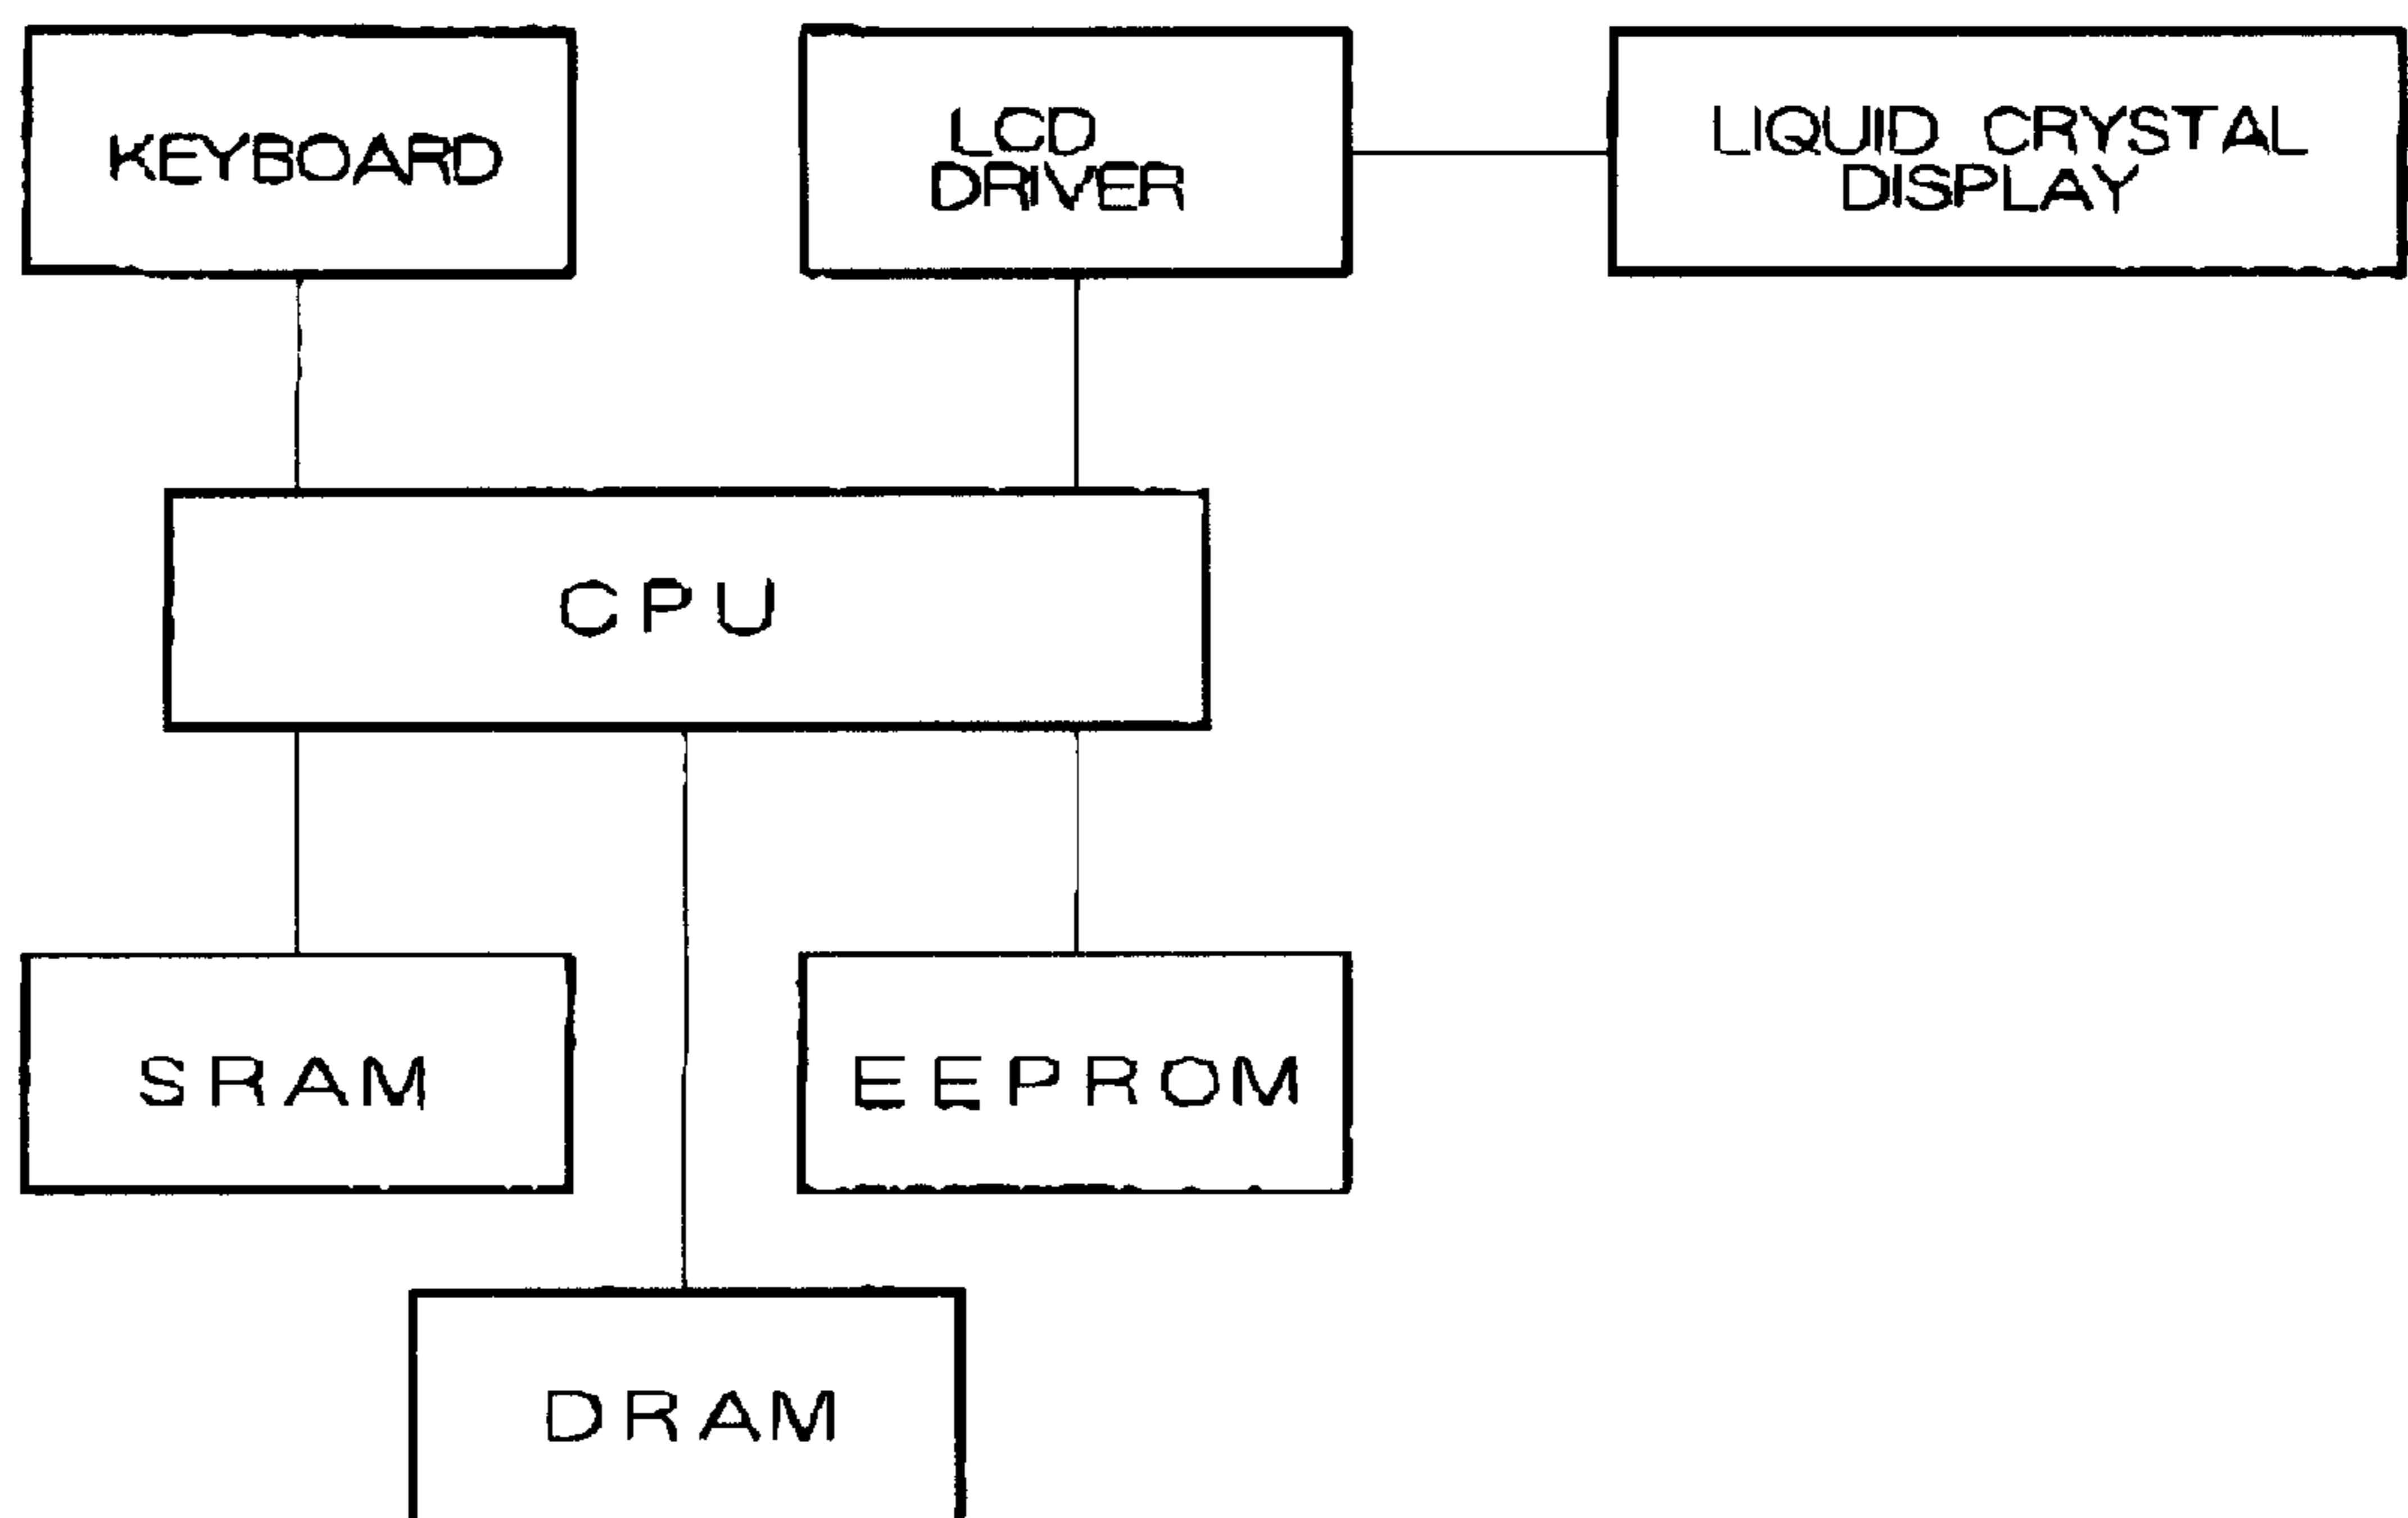 KEYBOARD
LCD
DRIVER
LIQUID CRYSTAL
DISPLAY
CPU
SRAM
EEPROM
DRAM